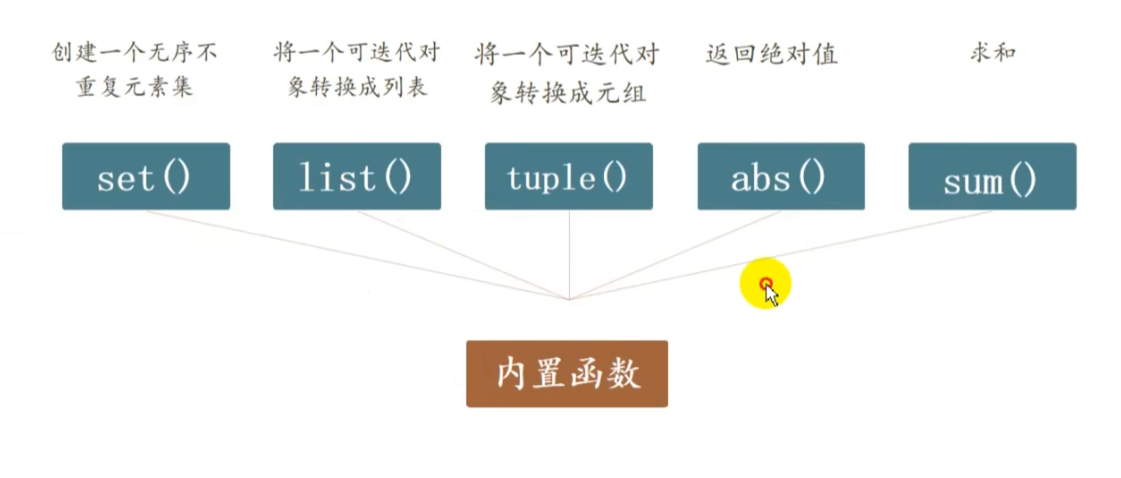 创建一个无序不
重复元素集
将一个可迭代对
象转换成列表
将一个可迭代对
象转换成元组
返回绝对值
求和
set()
list()
tuple()
abs()
sum()
内置函数